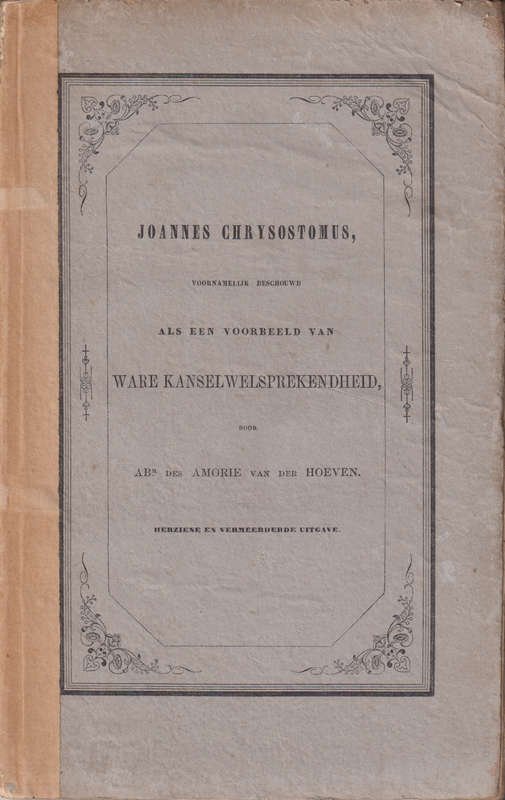 JOANNES CHRYSOSTOMUS,
VOORNAMELIJK BESCHOUWD
ALS EEN VOORBEELD VAN
WARE KANSELWELSPREKENDHEID,
DOOR
ABᴿ. DES AMORIE VAN DER HOEVEN.
HERZIENE EN VERMEERDERDE UITGAVE.